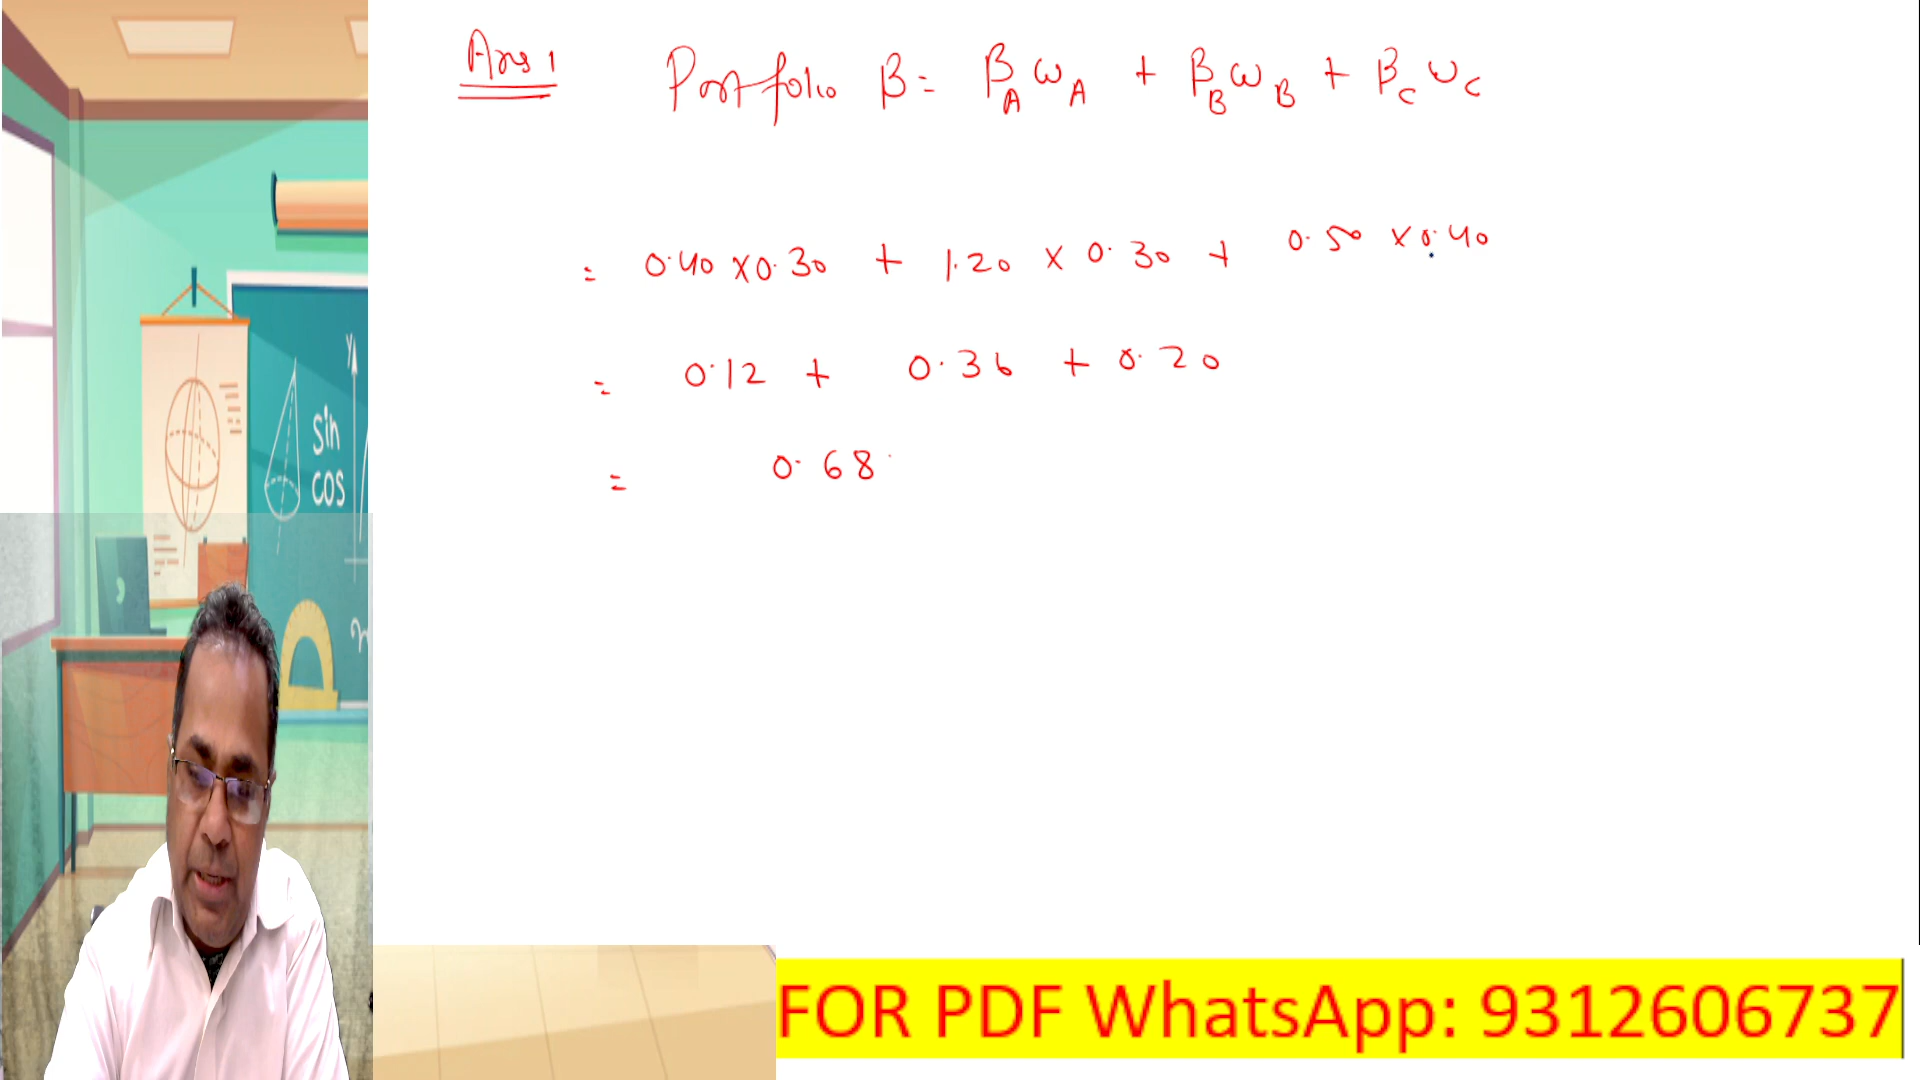 Ans 1 Portfolio β = β_A ω_A + β_B ω_B + β_C ω_C
= 0.40 x 0.30 + 1.20 x 0.30 + 0.50 x 0.40
= 0.12 + 0.36 + 0.20
= 0.68
sin
cos
y
FOR PDF WhatsApp: 9312606737